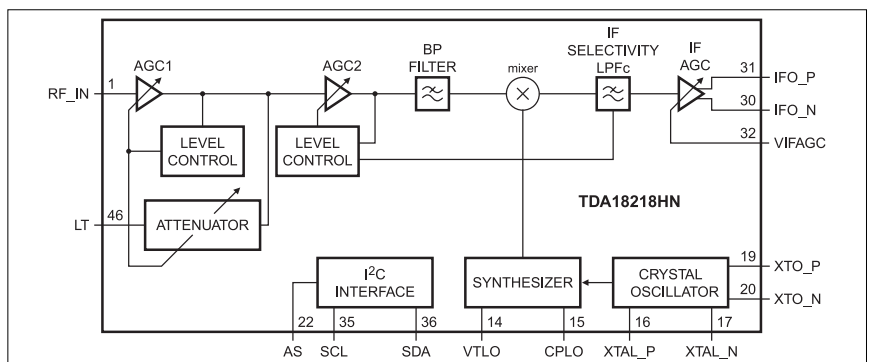 BP
FILTER
IF
SELECTIVITY
LPFc
IF
AGC
AGC1
AGC2
mixer
RF_IN
1
31
IFO_P
30
IFO_N
32
VIFAGC
LEVEL
CONTROL
LEVEL
CONTROL
TDA18218HN
LT
46
ATTENUATOR
I2C
INTERFACE
SYNTHESIZER
CRYSTAL
OSCILLATOR
19
XTO_P
20
XTO_N
22
35
36
14
15
16
17
AS
SCL
SDA
VTLO
CPLO
XTAL_P
XTAL_N